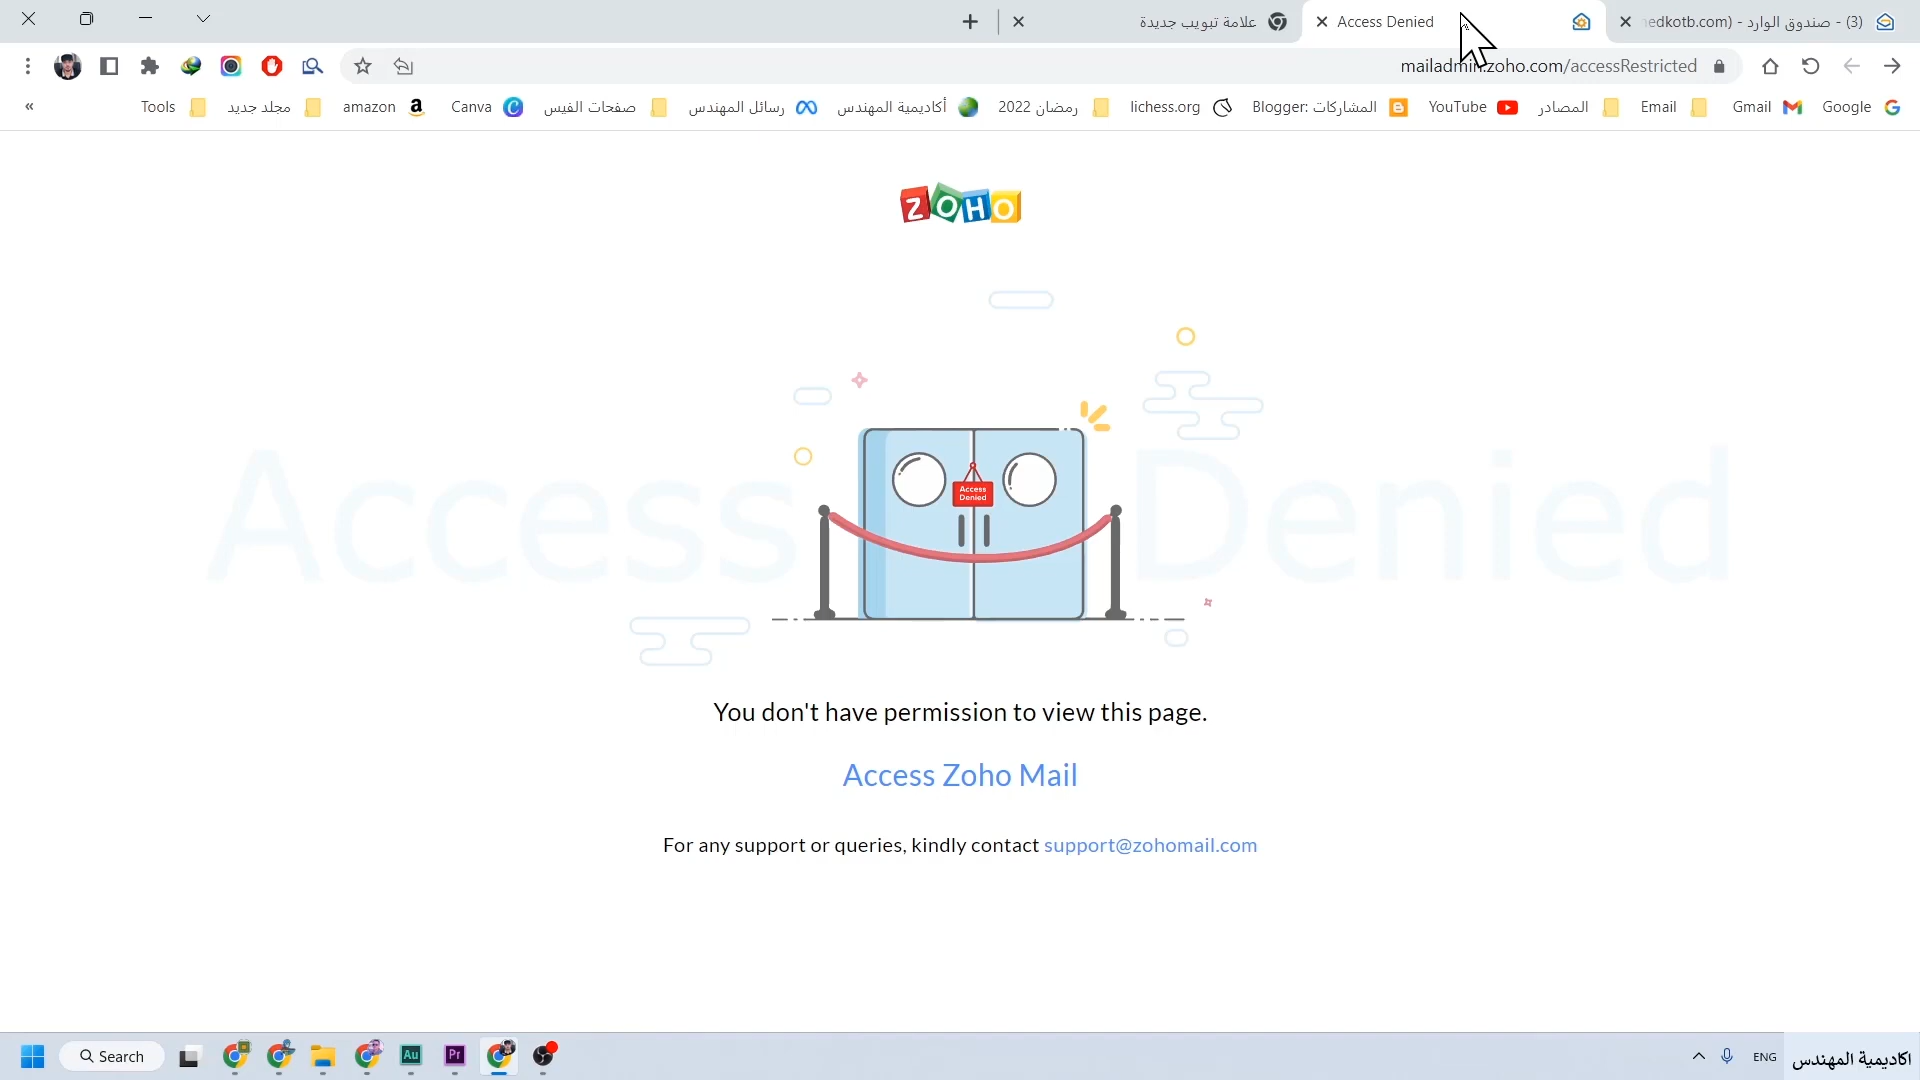 (3) - صندوق الوارد - (nedkotb.com
Access Denied
علامة تبويب جديدة
mailadmin.zoho.com/accessRestricted
Google
Gmail
Email
المصادر
YouTube
Blogger: المشاركات
lichess.org
رمضان 2022
أكاديمية المهندس
رسائل المهندس
صفحات الفيس
Canva
amazon
مجلد جديد
Tools
«
ZOHO
Access Denied
Access
Denied
You don't have permission to view this page.
Access Zoho Mail
For any support or queries, kindly contact support@zohomail.com
Search
Au
Pr
ENG
اكاديمية المهندس